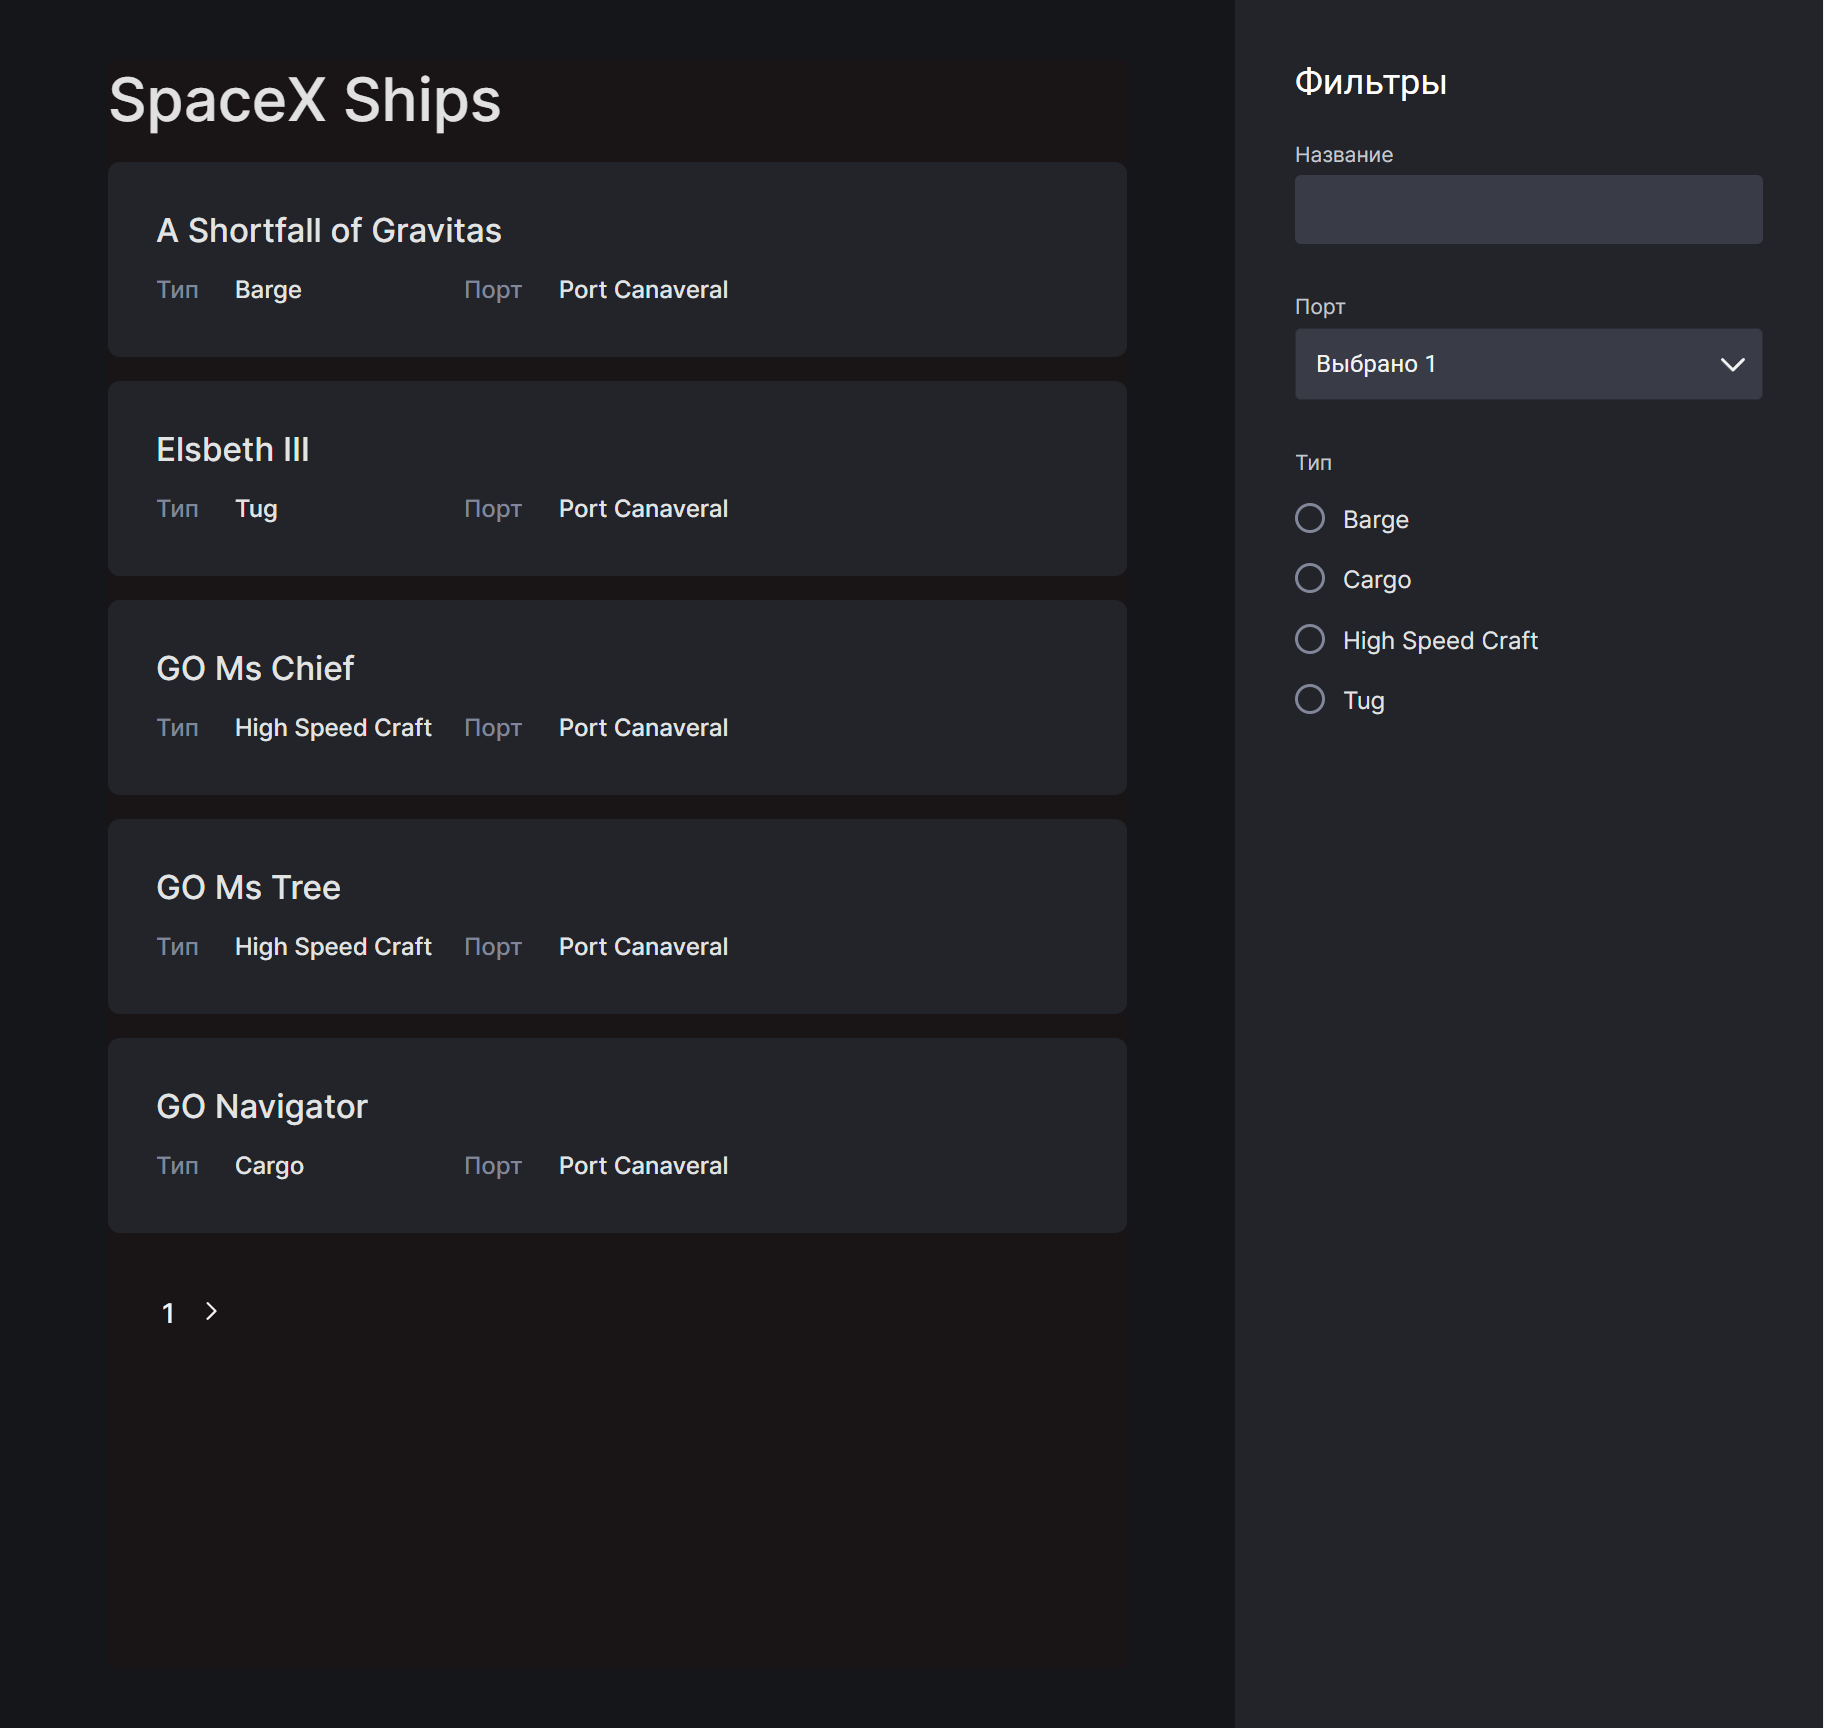 SpaceX Ships
A Shortfall of Gravitas
Тип Barge Порт Port Canaveral
Elsbeth III
Тип Tug Порт Port Canaveral
GO Ms Chief
Тип High Speed Craft Порт Port Canaveral
GO Ms Tree
Тип High Speed Craft Порт Port Canaveral
GO Navigator
Тип Cargo Порт Port Canaveral
1
Фильтры
Название
Порт
Выбрано 1
Тип
Barge
Cargo
High Speed Craft
Tug